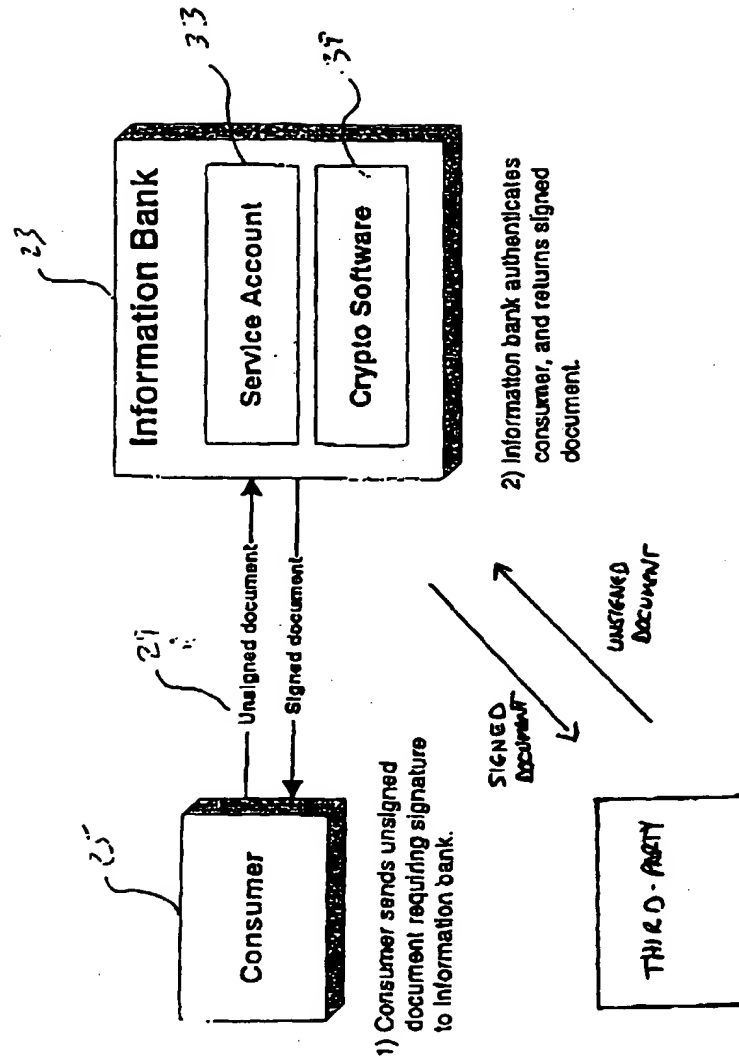 23
Information Bank
33
Service Account
Crypto Software
25
Consumer
Unsigned document
Signed document
1) Consumer sends unsigned
document requiring signature
to Information bank.
2) Information bank authenticates
consumer, and returns signed
document.
SIGNED
DOCUMENT
UNSIGNED
DOCUMENT
THIRD-PARTY